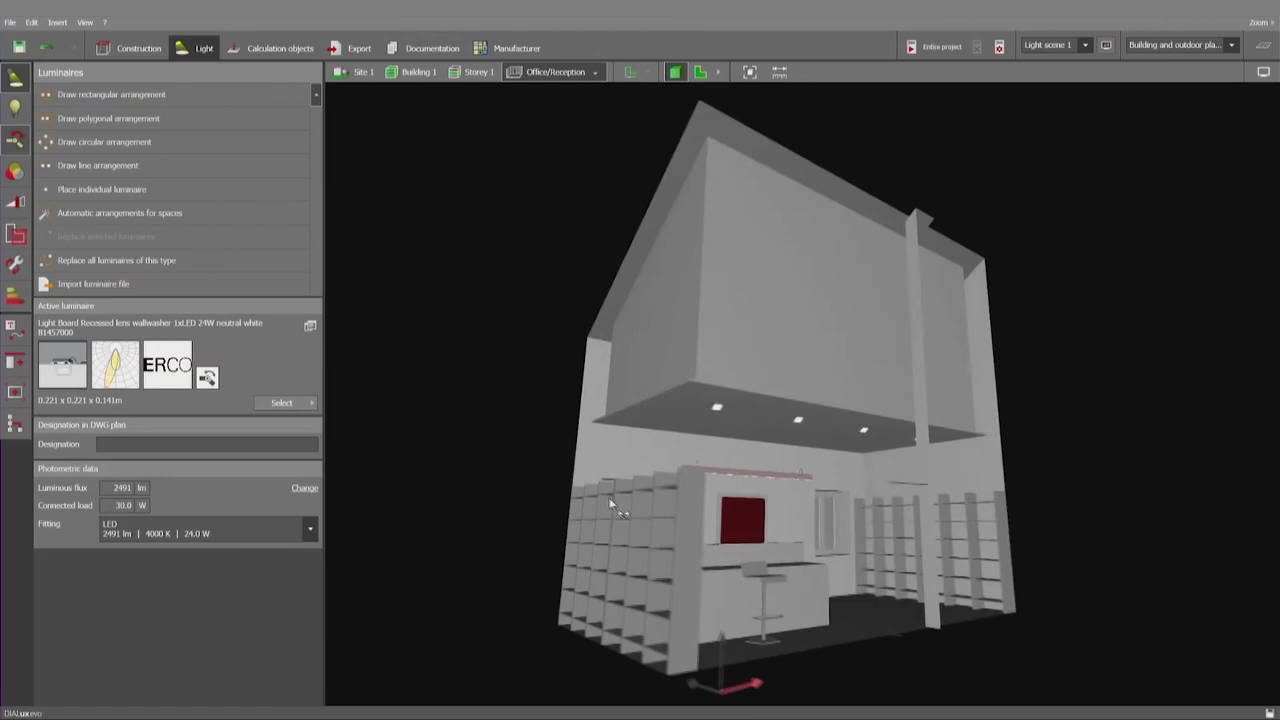 File Edit Insert View ? Zoom
Construction Light Calculation objects Export Documentation Manufacturer Entire project Light scene 1 Building and outdoor pla...
Luminaires Site 1 Building 1 Storey 1 Office/Reception
Draw rectangular arrangement
Draw polygonal arrangement
Draw circular arrangement
Draw line arrangement
Place individual luminaire
Automatic arrangements for spaces
Replace selected luminaires
Replace all luminaires of this type
Import luminaire file
Active luminaire
Light Board Recessed lens wallwasher 1xLED 24W neutral white
81457000
ERCO
0.221 x 0.221 x 0.141m Select
Designation in DWG plan
Designation
Photometric data
Luminous flux 2491 lm Change
Connected load 30.0 W
Fitting LED
2491 lm | 4000 K | 24.0 W
DIALux evo